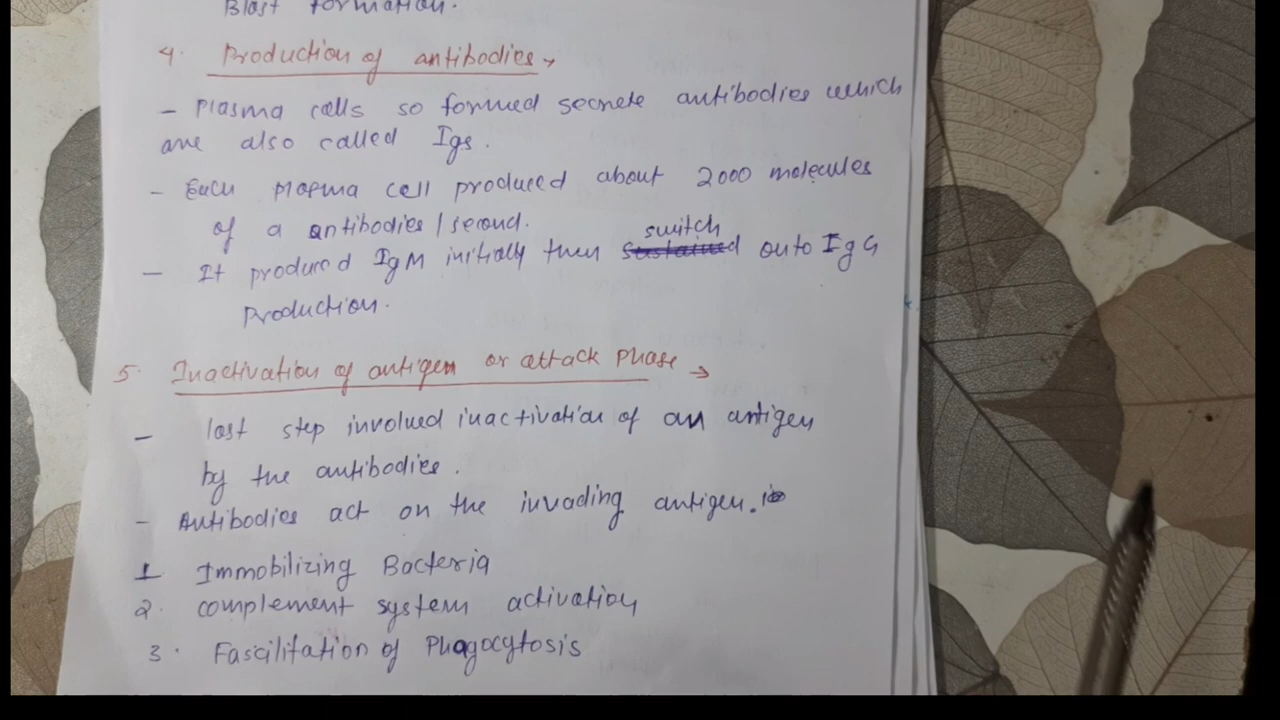 Blast formation.
4. Production of antibodies →
- Plasma cells so formed secrete antibodies which
are also called Igs.
- Each plasma cell produced about 2000 molecules
of a antibodies / second.
switch
- It produced IgM initially then sustained onto IgG
Production.
5. Inactivation of antigen or attack phase →
- last step involved inactivation of an antigen
by the antibodies.
- Antibodies act on the invading antigen.
1 Immobilizing Bacteria
2. complement system activation
3. Fascilitation of Phagocytosis